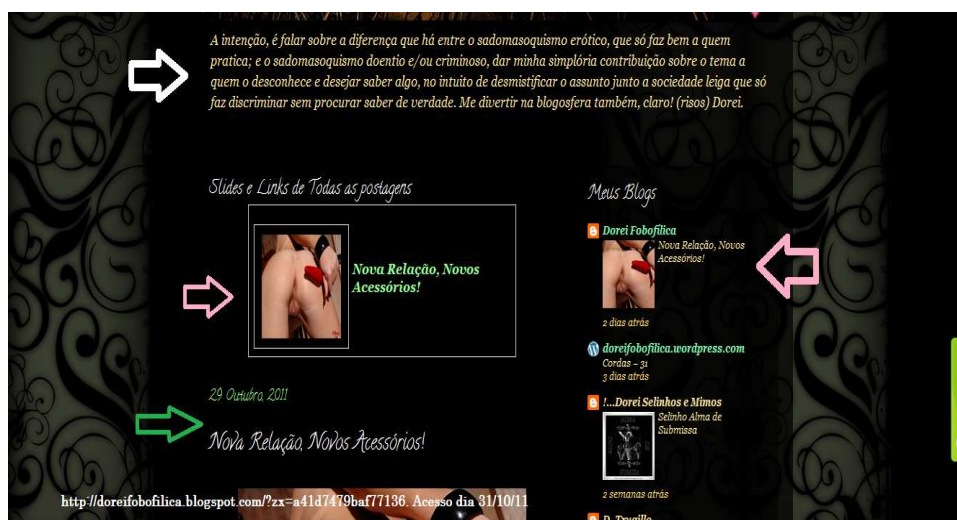 A intenção, é falar sobre a diferença que há entre o sadomasoquismo erótico, que só faz bem a quem
pratica; e o sadomasoquismo doentio e/ou criminoso, dar minha simplória contribuição sobre o tema a
quem o desconhece e desejar saber algo, no intuito de desmistificar o assunto junto a sociedade leiga que só
faz discriminar sem procurar saber de verdade. Me divertir na blogosfera também, claro! (risos) Dorei.
Slides e Links de Todas as postagens
Nova Relação, Novos
Acessórios!
29 Outubro, 2011
Nova Relação, Novos Acessórios!
Meus Blogs
Dorei Fobofílica
Nova Relação, Novos
Acessórios!
2 dias atrás
doreifobofilica.wordpress.com
Cordas – 31
3 dias atrás
!...Dorei Selinhos e Mimos
Selinho Alma de
Submissa
2 semanas atrás
http://doreifobofilica.blogspot.com/?zx=a41d7479baf77136. Acesso dia 31/10/11